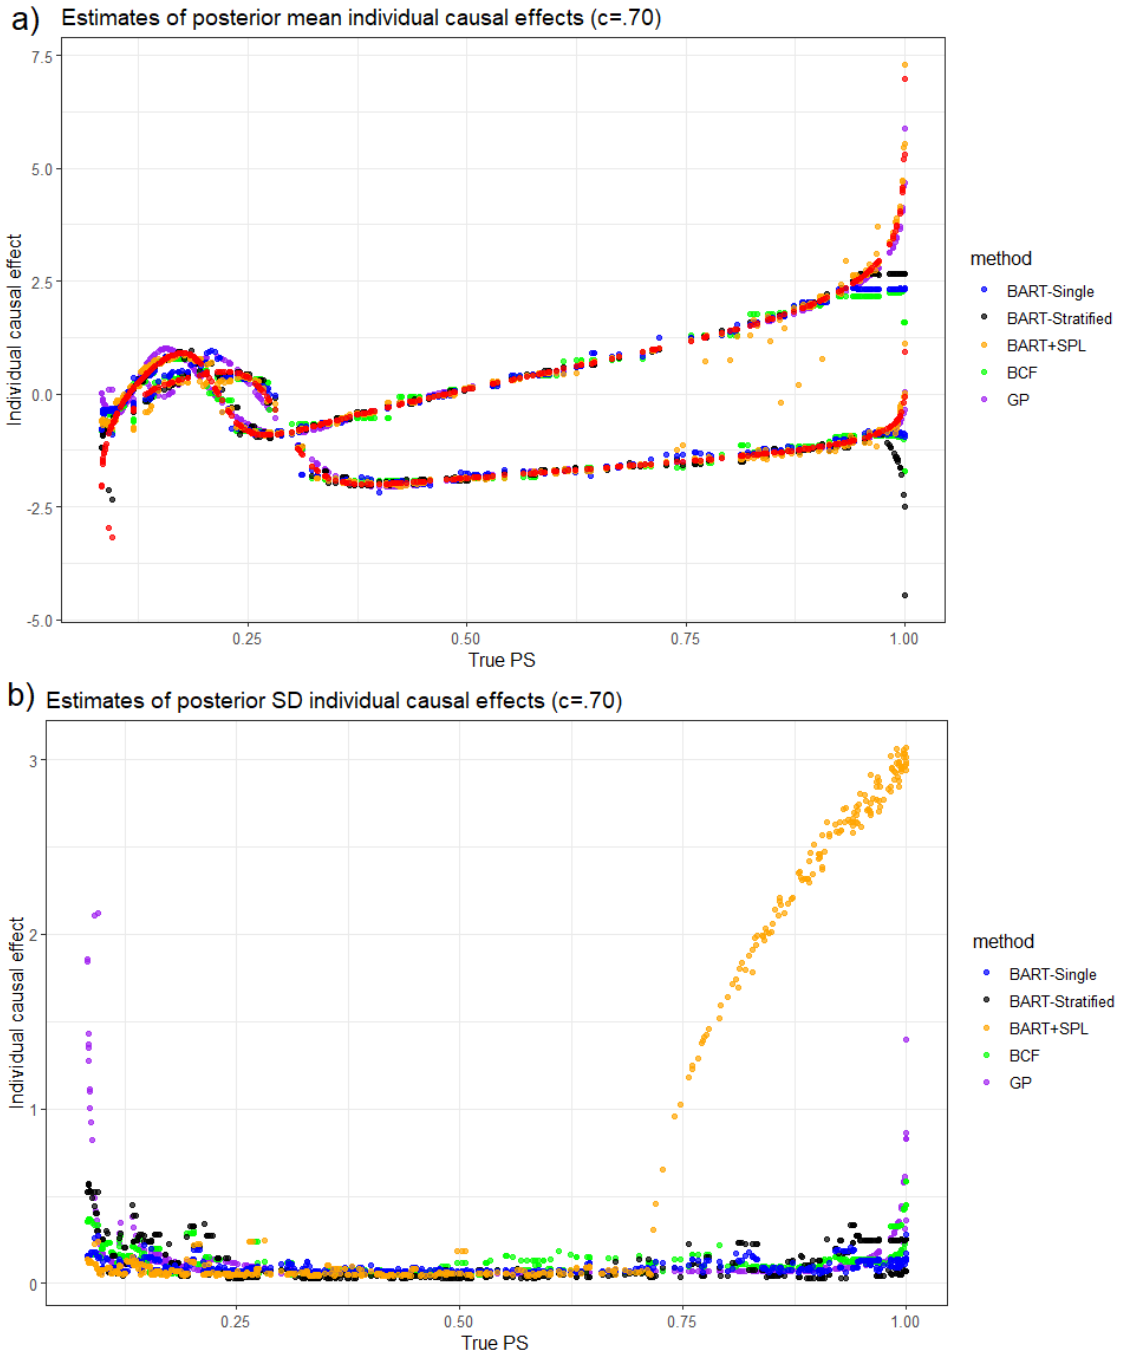 a) Estimates of posterior mean individual causal effects (c=.70)
7.5
5.0
2.5
0.0
-2.5
-5.0
Individual causal effect
0.25 0.50 0.75 1.00
True PS
method
BART-Single
BART-Stratified
BART+SPL
BCF
GP
b) Estimates of posterior SD individual causal effects (c=.70)
3
2
1
0
Individual causal effect
0.25 0.50 0.75 1.00
True PS
method
BART-Single
BART-Stratified
BART+SPL
BCF
GP